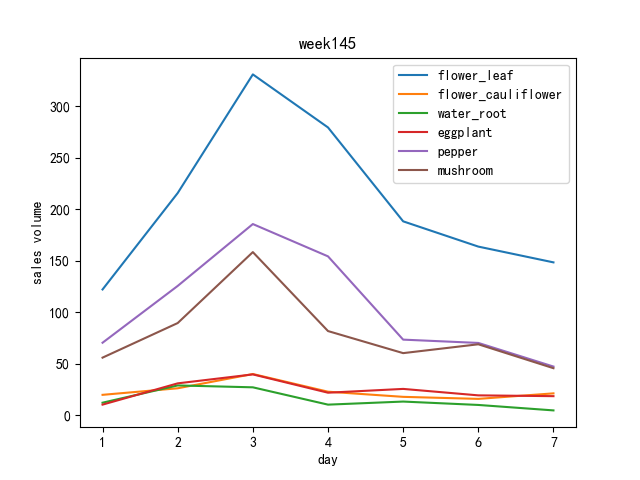 week145
flower_leaf
flower_cauliflower
water_root
eggplant
pepper
mushroom
sales volume
300
250
200
150
100
50
0
1 2 3 4 5 6 7
day